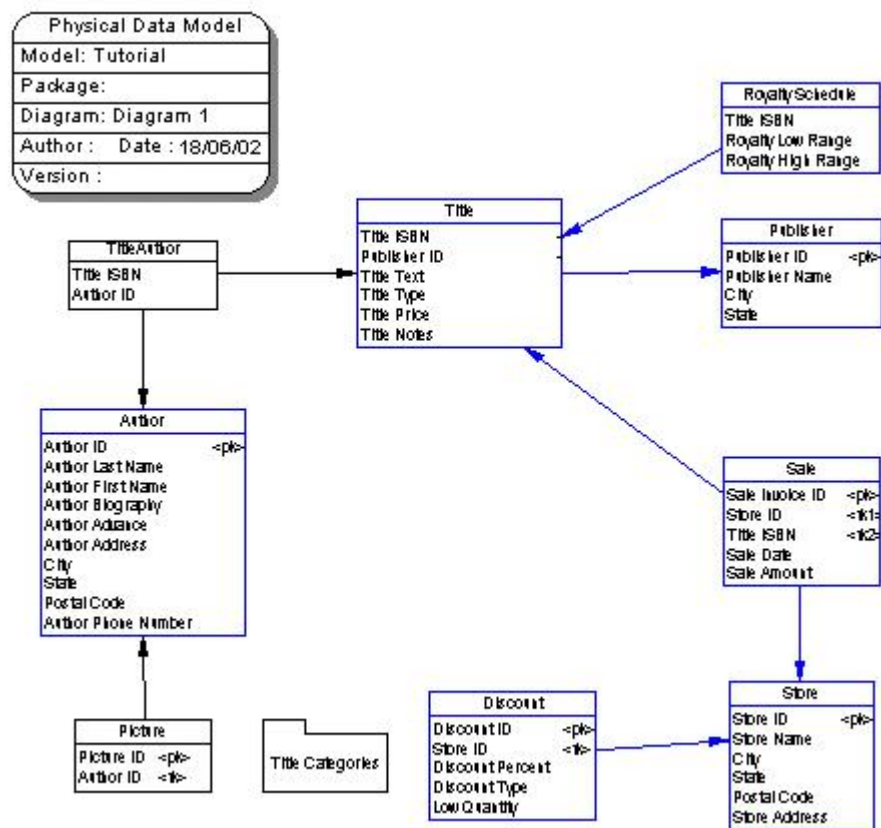 Physical Data Model
Model: Tutorial
Package:
Diagram: Diagram 1
Author : Date : 18/06/02
Version :
RoyaltySchedule
Title ISBN
Royalty Low Range
Royalty High Range
Title
Title ISBN
Publisher ID
Title Text
Title Type
Title Price
Title Notes
Publisher
Publisher ID <pk>
Publisher Name
City
State
TitleAuthor
Title ISBN
Author ID
Author
Author ID <pk>
Author Last Name
Author First Name
Author Biography
Author Advance
Author Address
City
State
Postal Code
Author Phone Number
Sale
Sale Invoice ID <pk>
Store ID <fk1>
Title ISBN <fk2>
Sale Date
Sale Amount
Picture
Picture ID <pk>
Author ID <fk>
Title Categories
Discount
Discount ID <pk>
Store ID <fk>
Discount Percent
Discount Type
Low Quantity
Store
Store ID <pk>
Store Name
City
State
Postal Code
Store Address